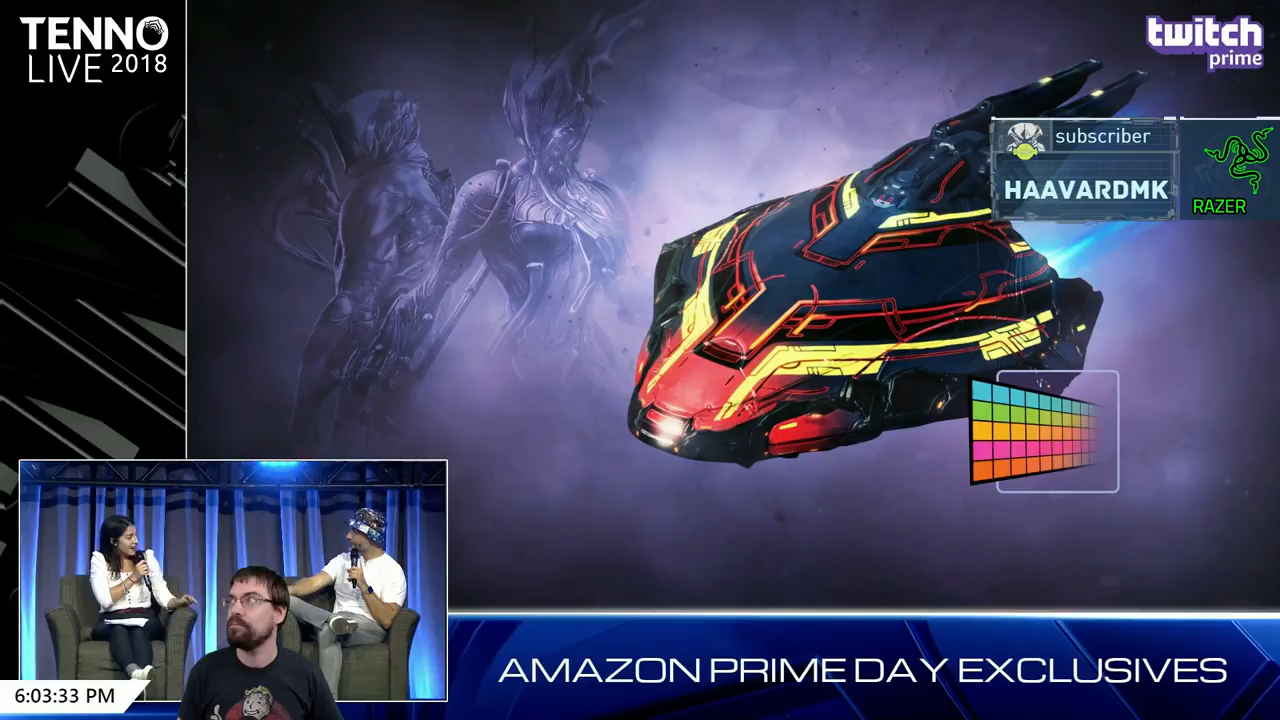 TENNO
LIVE 2018
twitch
prime
subscriber
HAAVARDMK
RAZER
AMAZON PRIME DAY EXCLUSIVES
6:03:33 PM